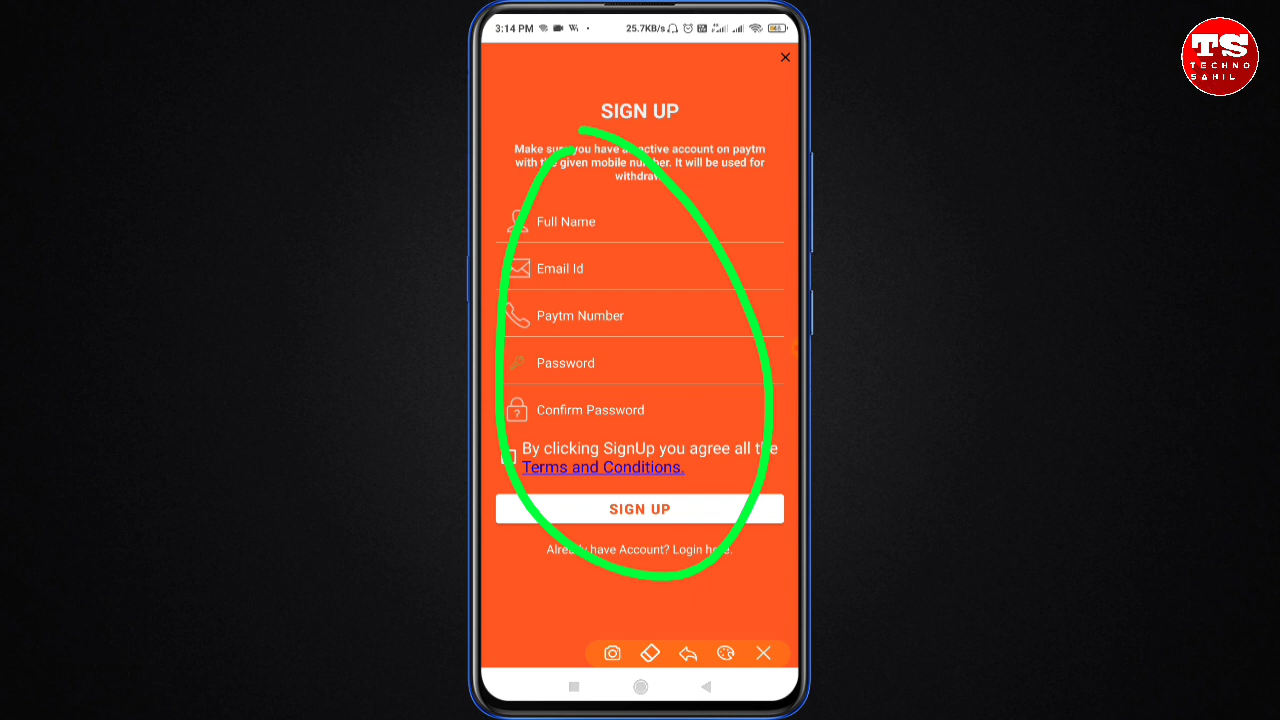 3:14 PM
25.7KB/s
TS
TECHNO
SAHIL
SIGN UP
Make sure you have an active account on paytm
with the given mobile number. It will be used for
withdraw.
Full Name
Email Id
Paytm Number
Password
Confirm Password
By clicking SignUp you agree all the
Terms and Conditions.
SIGN UP
Already have Account? Login here.